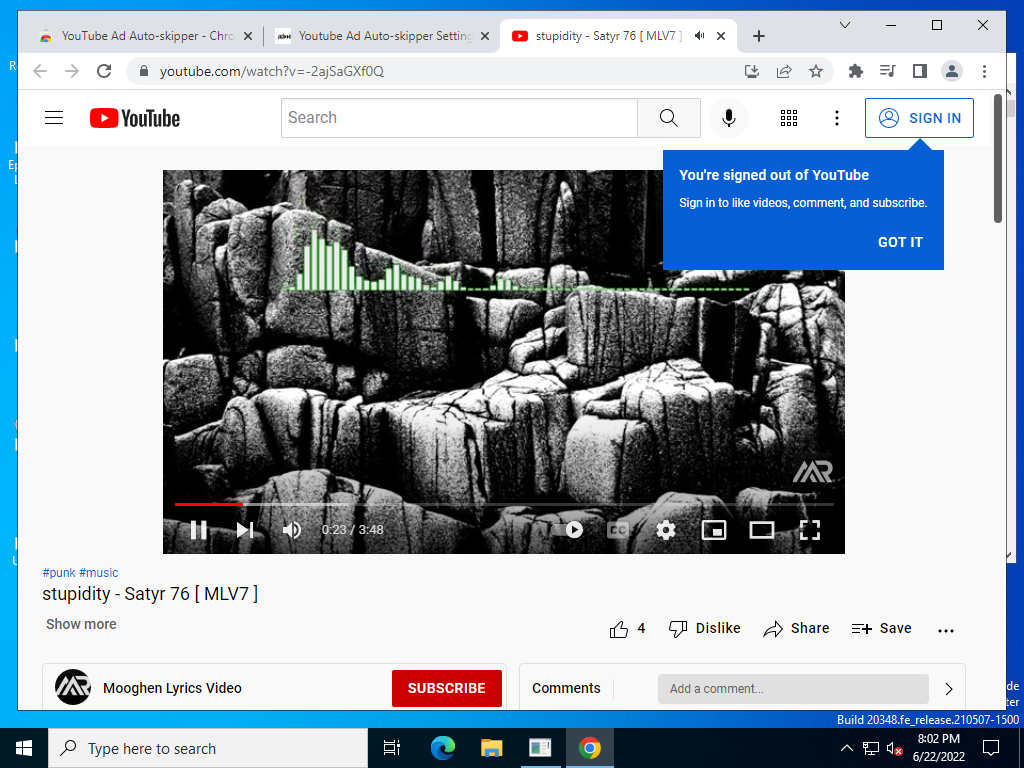 YouTube Ad Auto-skipper - Chro
Youtube Ad Auto-skipper Setting
stupidity - Satyr 76 [ MLV7 ]
youtube.com/watch?v=-2ajSaGXf0Q
YouTube
Search
SIGN IN
You're signed out of YouTube
Sign in to like videos, comment, and subscribe.
GOT IT
0:23 / 3:48
CC
#punk #music
stupidity - Satyr 76 [ MLV7 ]
Show more
4
Dislike
Share
Save
Mooghen Lyrics Video
SUBSCRIBE
Comments
Add a comment...
Build 20348.fe_release.210507-1500
Type here to search
8:02 PM
6/22/2022